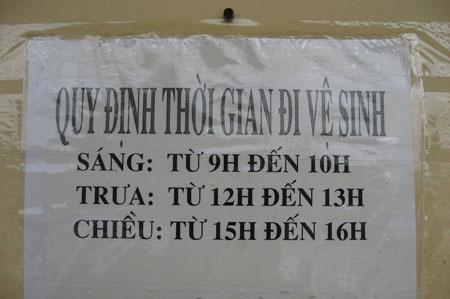 QUY ĐỊNH THỜI GIAN ĐI VỆ SINH
SÁNG: TỪ 9H ĐẾN 10H
TRƯA: TỪ 12H ĐẾN 13H
CHIỀU: TỪ 15H ĐẾN 16H